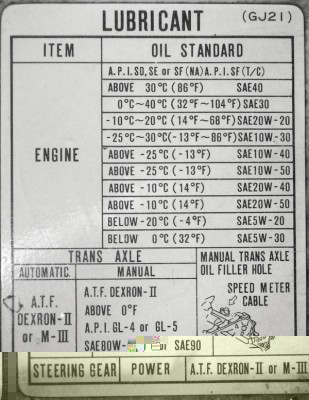 LUBRICANT (GJ21)
ITEM OIL STANDARD
ENGINE
A.P.I.SD,SE or SF(NA)A.P.I.SF(T/C)
ABOVE 30°C (86°F) SAE40
0°C~40°C (32°F~104°F) SAE30
-10°C~20°C (14°F~68°F) SAE20W-20
-25°C~30°C(-13°F~86°F) SAE10W-30
ABOVE -25°C (-13°F) SAE10W-40
ABOVE -25°C (-13°F) SAE10W-50
ABOVE -10°C (14°F) SAE20W-40
ABOVE -10°C (14°F) SAE20W-50
BELOW -20°C (-4°F) SAE5W-20
BELOW 0°C (32°F) SAE5W-30
TRANS AXLE
AUTOMATIC MANUAL
A.T.F. DEXRON-II or M-III
A.T.F. DEXRON-II
ABOVE 0°F
A.P.I. GL-4 or GL-5
SAE80W- or SAE90
MANUAL TRANS AXLE
OIL FILLER HOLE
SPEED METER
CABLE
STEERING GEAR POWER A.T.F. DEXRON-II or M-III